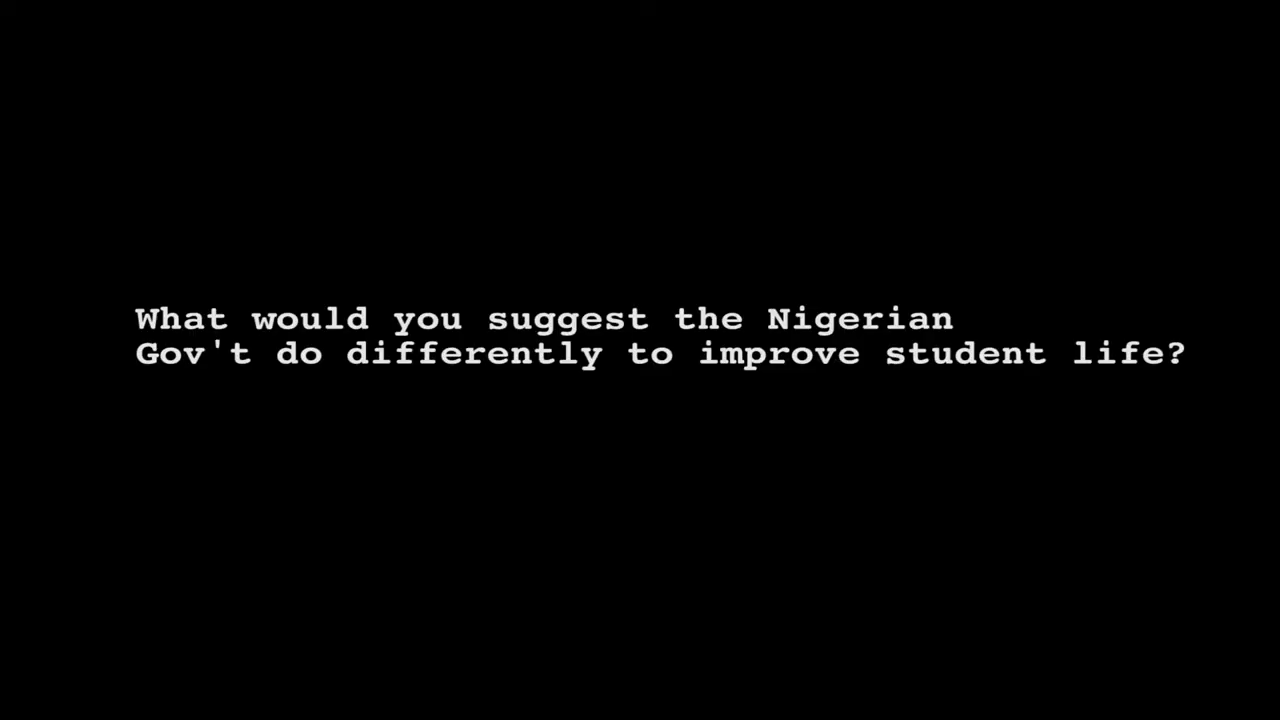 What would you suggest the Nigerian
Gov't do differently to improve student life?